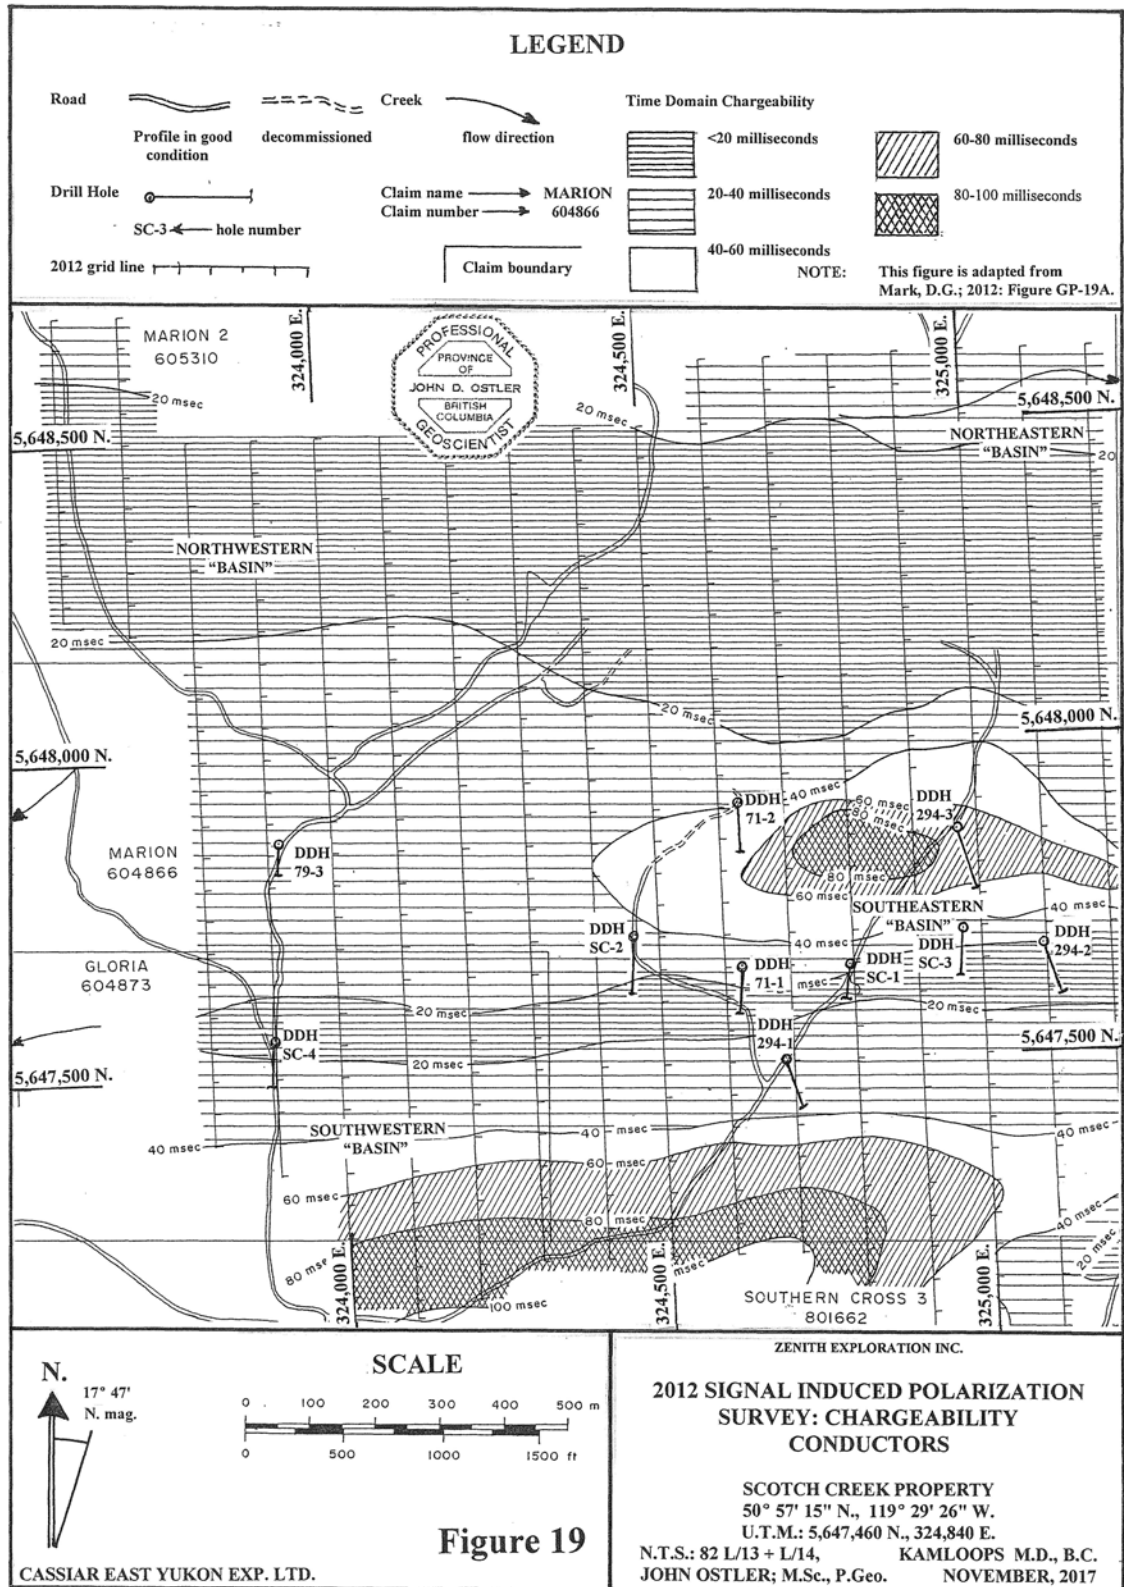 LEGEND
Road
Profile in good condition
decommissioned
Creek
flow direction
Drill Hole
SC-3
hole number
Claim name
MARION
Claim number
604866
2012 grid line
Claim boundary
Time Domain Chargeability
<20 milliseconds
20-40 milliseconds
40-60 milliseconds
60-80 milliseconds
80-100 milliseconds
NOTE:
This figure is adapted from
Mark, D.G.; 2012: Figure GP-19A.
MARION 2
605310
324,000 E.
324,500 E.
325,000 E.
PROFESSIONAL
PROVINCE
OF
JOHN D. OSTLER
BRITISH
COLUMBIA
GEOSCIENTIST
20 msec
20 msec
5,648,500 N.
5,648,500 N.
NORTHEASTERN
"BASIN"
20
NORTHWESTERN
"BASIN"
20 msec
20 msec
5,648,000 N.
5,648,000 N.
40 msec
DDH
71-2
60 msec
80 msec
DDH
294-3
DDH
79-3
MARION
604866
80 msec
60 msec
SOUTHEASTERN
"BASIN"
40 msec
40 msec
DDH
SC-2
DDH
71-1
DDH
SC-1
DDH
SC-3
DDH
294-2
GLORIA
604873
msec
20 msec
20 msec
DDH
294-1
DDH
SC-4
20 msec
5,647,500 N.
5,647,500 N.
SOUTHWESTERN
"BASIN"
40 msec
40 msec
40 msec
60 msec
60 msec
80 msec
80 msec
msec
40 msec
20 msec
100 msec
324,000 E.
324,500 E.
325,000 E.
SOUTHERN CROSS 3
801662
N.
17° 47'
N. mag.
SCALE
0 100 200 300 400 500 m
0 500 1000 1500 ft
Figure 19
CASSIAR EAST YUKON EXP. LTD.
ZENITH EXPLORATION INC.
2012 SIGNAL INDUCED POLARIZATION
SURVEY: CHARGEABILITY
CONDUCTORS
SCOTCH CREEK PROPERTY
50° 57' 15" N., 119° 29' 26" W.
U.T.M.: 5,647,460 N., 324,840 E.
N.T.S.: 82 L/13 + L/14, KAMLOOPS M.D., B.C.
JOHN OSTLER; M.Sc., P.Geo. NOVEMBER, 2017